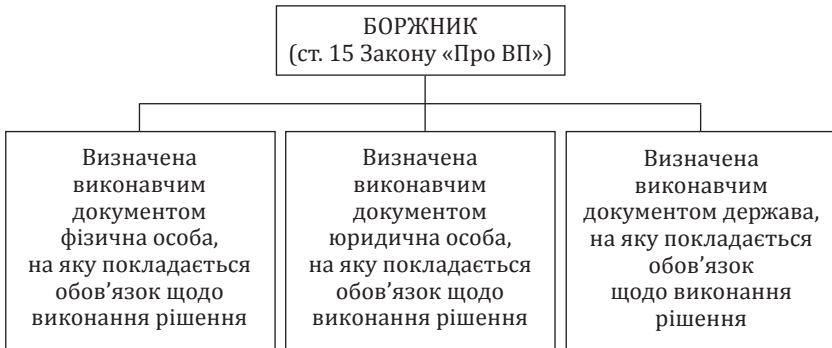 БОРЖНИК
(ст. 15 Закону «Про ВП»)
Визначена
виконавчим
документом
фізична особа,
на яку покладається
обов’язок щодо
виконання рішення
Визначена
виконавчим
документом
юридична особа,
на яку покладається
обов’язок щодо
виконання рішення
Визначена
виконавчим
документом держава,
на яку покладається
обов’язок
щодо виконання
рішення